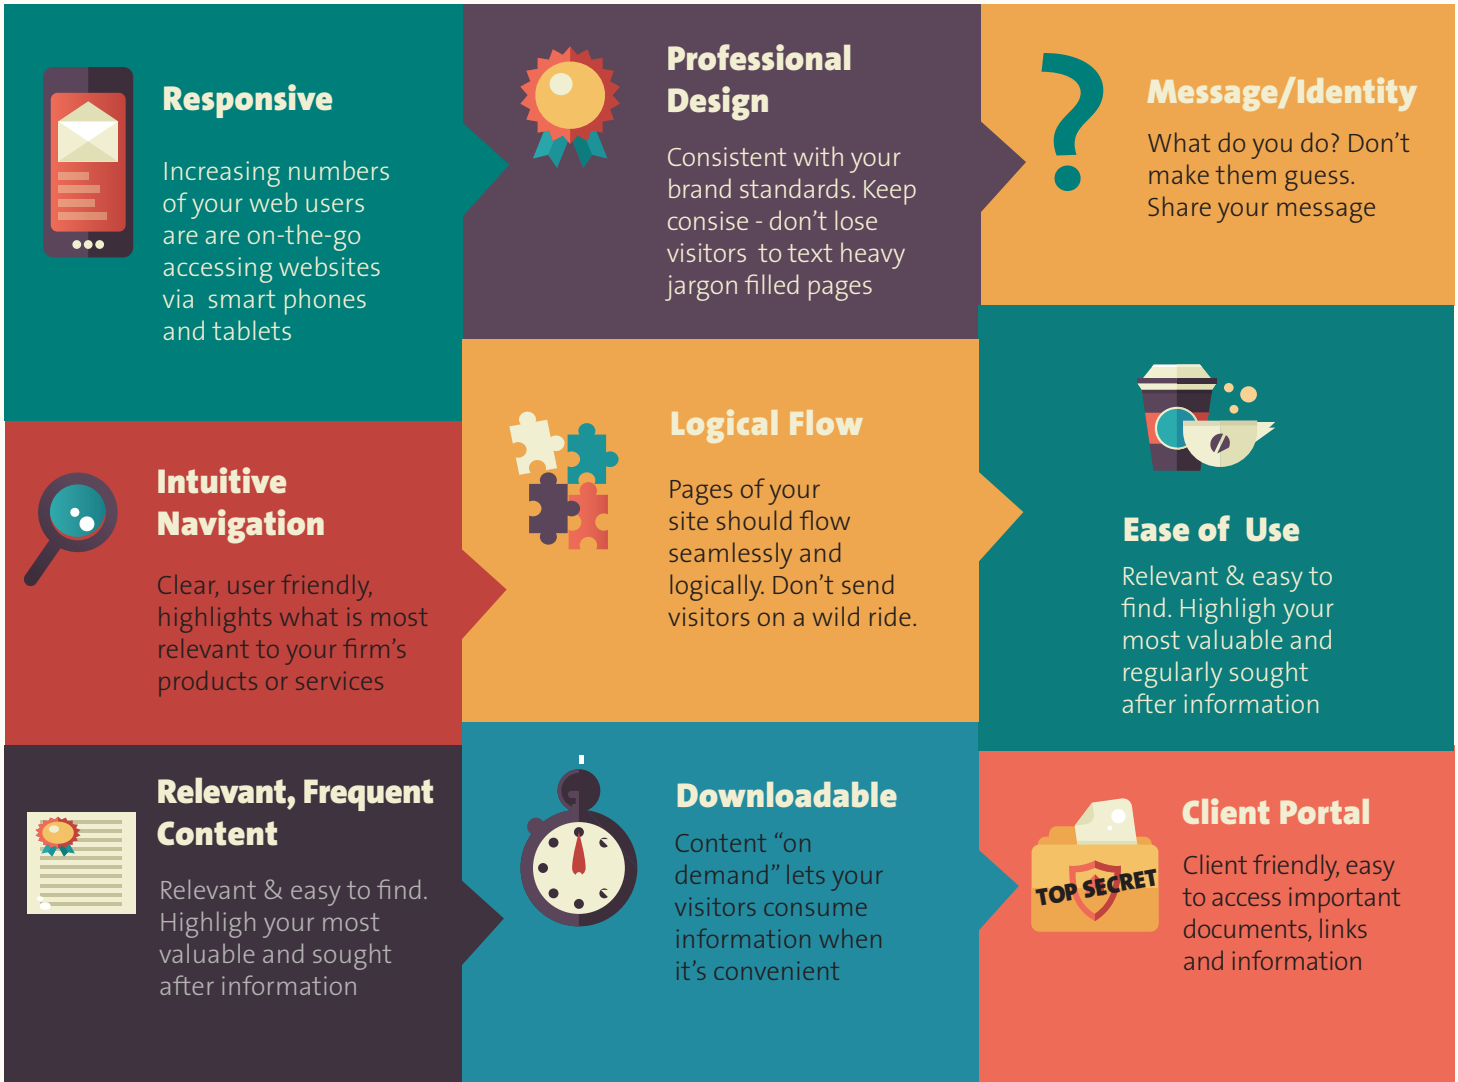 Responsive
Increasing numbers
of your web users
are are on-the-go
accessing websites
via  smart phones
and tablets
Professional
Design
Consistent with your
brand standards. Keep
consise - don’t lose
visitors  to text heavy
jargon filled pages
Message/Identity
What do you do? Don’t
make them guess.
Share your message
Intuitive
Navigation
Clear, user friendly,
highlights what is most
relevant to your firm’s
products or services
Logical Flow
Pages of your
site should flow
seamlessly and
logically. Don’t send
visitors on a wild ride.
Ease of  Use
Relevant & easy to
find. Highligh your
most valuable and
regularly sought
after information
Relevant, Frequent
Content
Relevant & easy to find.
Highligh your most
valuable and sought
after information
Downloadable
Content “on
demand” lets your
visitors consume
information when
it’s convenient
TOP SECRET
Client Portal
Client friendly, easy
to access important
documents, links
and information